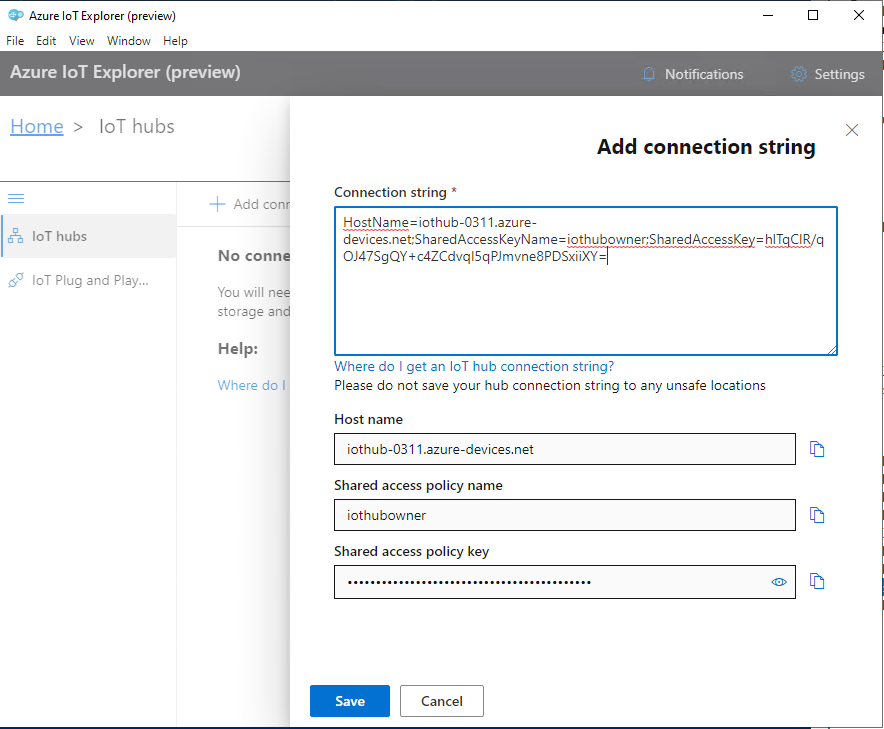 Azure IoT Explorer (preview)
File Edit View Window Help
Azure IoT Explorer (preview)
Notifications
Settings
Home > IoT hubs
Add connection string
IoT hubs
IoT Plug and Play...
+ Add conn
No conne
You will nee
storage and
Help:
Where do I
Connection string *
HostName=iothub-0311.azure-
devices.net;SharedAccessKeyName=iothubowner;SharedAccessKey=hITqCIR/q
OJ47SgQY+c4ZCdvqI5qPJmvne8PDSxiiXY=
Where do I get an IoT hub connection string?
Please do not save your hub connection string to any unsafe locations
Host name
iothub-0311.azure-devices.net
Shared access policy name
iothubowner
Shared access policy key
Save
Cancel